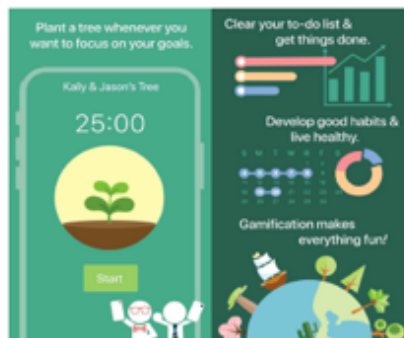 Plant a tree whenever you
want to focus on your goals.
Kally & Jason's Tree
25:00
Start
Clear your to-do list &
get things done.
Develop good habits &
live healthy.
S M T W T F S
Gamification makes
everything fun!